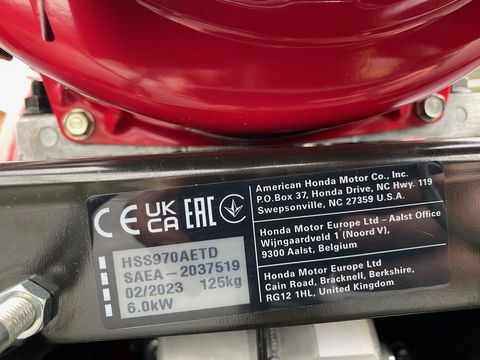 CE UK CA EAC
HSS970AETD
SAEA-2037519
02/2023 125kg
6.0kW
American Honda Motor Co., Inc.
P.O.Box 37, Honda Drive, NC Hwy. 119
Swepsonville, NC 27359 U.S.A.
Honda Motor Europe Ltd – Aalst Office
Wijngaardveld 1 (Noord V),
9300 Aalst, Belgium
Honda Motor Europe Ltd
Cain Road, Bracknell, Berkshire,
RG12 1HL, United Kingdom